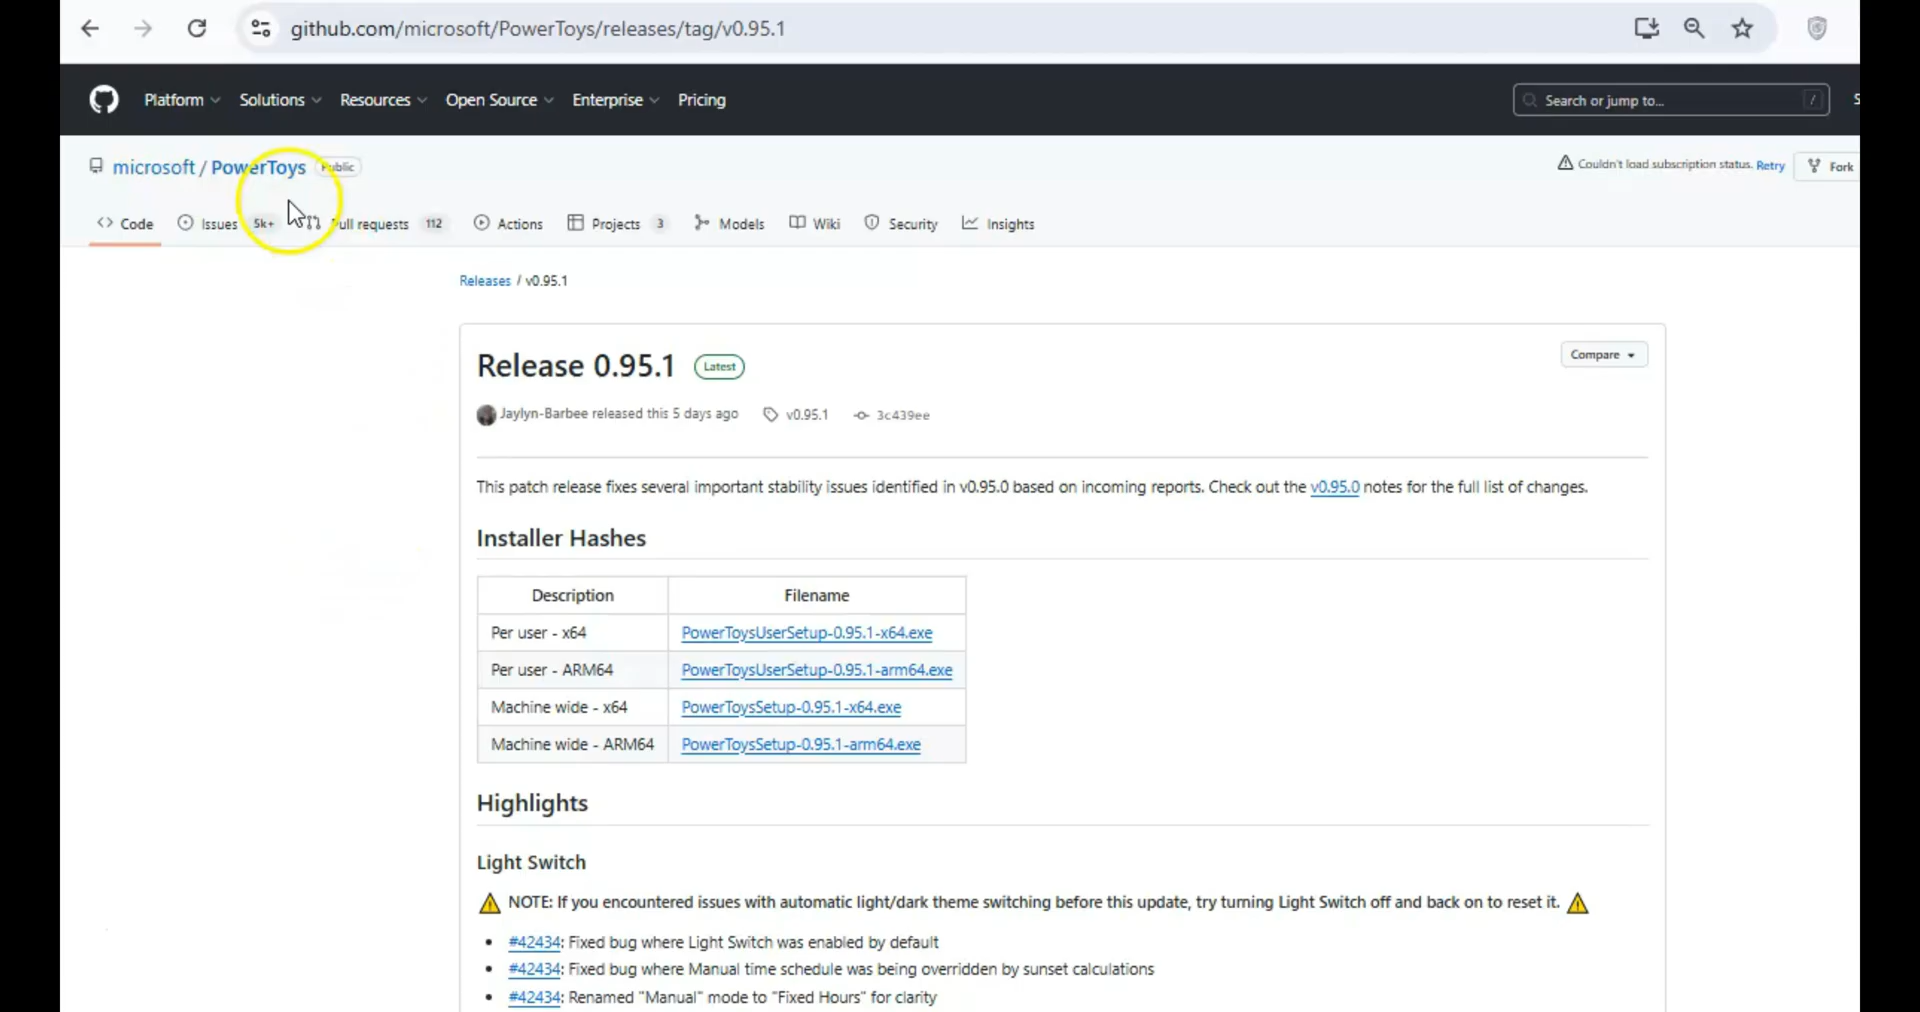 github.com/microsoft/PowerToys/releases/tag/v0.95.1
Platform Solutions Resources Open Source Enterprise Pricing Search or jump to... / S
microsoft / PowerToys Public Couldn't load subscription status. Retry Fork
Code Issues 5k+ Pull requests 112 Actions Projects 3 Models Wiki Security Insights
Releases / v0.95.1
Release 0.95.1 Latest Compare
Jaylyn-Barbee released this 5 days ago v0.95.1 3c439ee
This patch release fixes several important stability issues identified in v0.95.0 based on incoming reports. Check out the v0.95.0 notes for the full list of changes.
Installer Hashes
Description Filename
Per user - x64 PowerToysUserSetup-0.95.1-x64.exe
Per user - ARM64 PowerToysUserSetup-0.95.1-arm64.exe
Machine wide - x64 PowerToysSetup-0.95.1-x64.exe
Machine wide - ARM64 PowerToysSetup-0.95.1-arm64.exe
Highlights
Light Switch
NOTE: If you encountered issues with automatic light/dark theme switching before this update, try turning Light Switch off and back on to reset it.
#42434: Fixed bug where Light Switch was enabled by default
#42434: Fixed bug where Manual time schedule was being overridden by sunset calculations
#42434: Renamed "Manual" mode to "Fixed Hours" for clarity